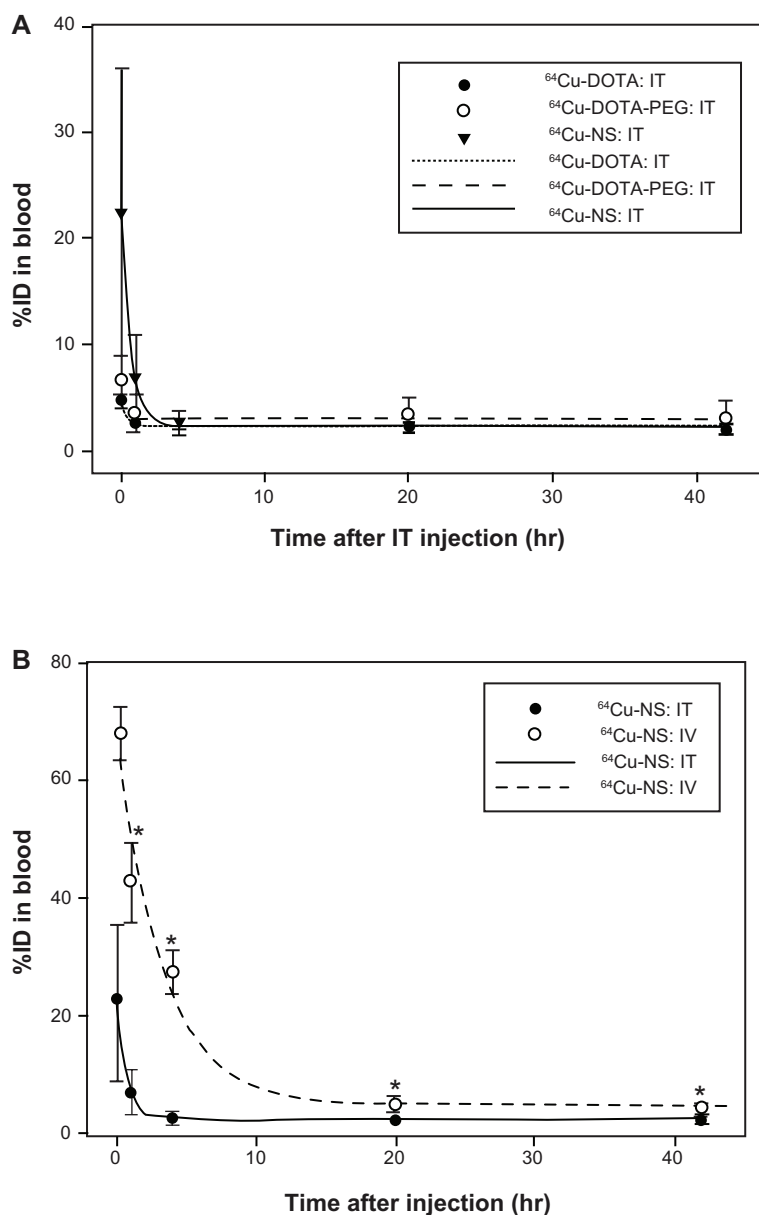 A
40
30
20
10
0
%ID in blood
⁶⁴Cu-DOTA: IT
⁶⁴Cu-DOTA-PEG: IT
⁶⁴Cu-NS: IT
⁶⁴Cu-DOTA: IT
⁶⁴Cu-DOTA-PEG: IT
⁶⁴Cu-NS: IT
0 10 20 30 40
Time after IT injection (hr)
B
80
60
40
20
0
%ID in blood
⁶⁴Cu-NS: IT
⁶⁴Cu-NS: IV
⁶⁴Cu-NS: IT
⁶⁴Cu-NS: IV
*
*
* *
0 10 20 30 40
Time after injection (hr)